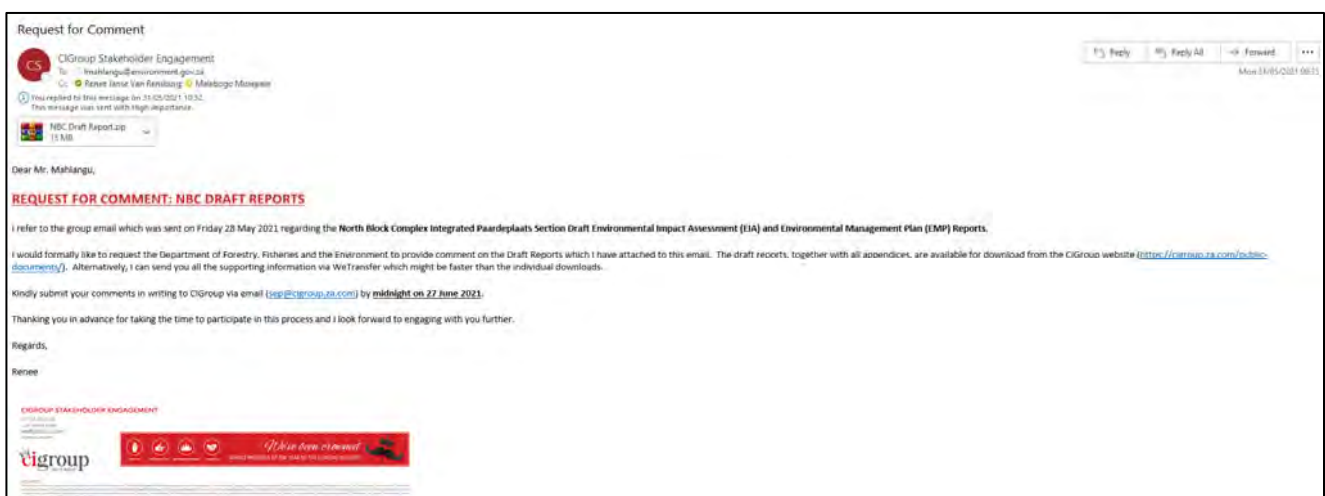 Request for Comment
CS
CIGroup Stakeholder Engagement
To
Cc Renee Janse Van Rensburg; Malebogo
You replied to this message on 31/05/2021 10:32.
This message was sent with High importance.
Reply
Reply All
Forward
Mon 31/05/2021
NBC Draft Report.zip
15 MB
Dear Mr. Mahlangu,
REQUEST FOR COMMENT: NBC DRAFT REPORTS
I refer to the group email which was sent on Friday 28 May 2021 regarding the North Block Complex Integrated Paardeplaats Section Draft Environmental Impact Assessment (EIA) and Environmental Management Plan (EMP) Reports.
I would formally like to request the Department of Forestry, Fisheries and the Environment to provide comment on the Draft Reports which I have attached to this email. The draft reports, together with all appendices, are available for download from the CIGroup website (https://cigroup.za.com/public-
documents/). Alternatively, I can send you all the supporting information via WeTransfer which might be faster than the individual downloads.
Kindly submit your comments in writing to CIGroup via email (sep@cigroup.za.com) by midnight on 27 June 2021.
Thanking you in advance for taking the time to participate in this process and I look forward to engaging with you further.
Regards,
Renee
CIGROUP STAKEHOLDER ENGAGEMENT
cigroup
We've been crowned